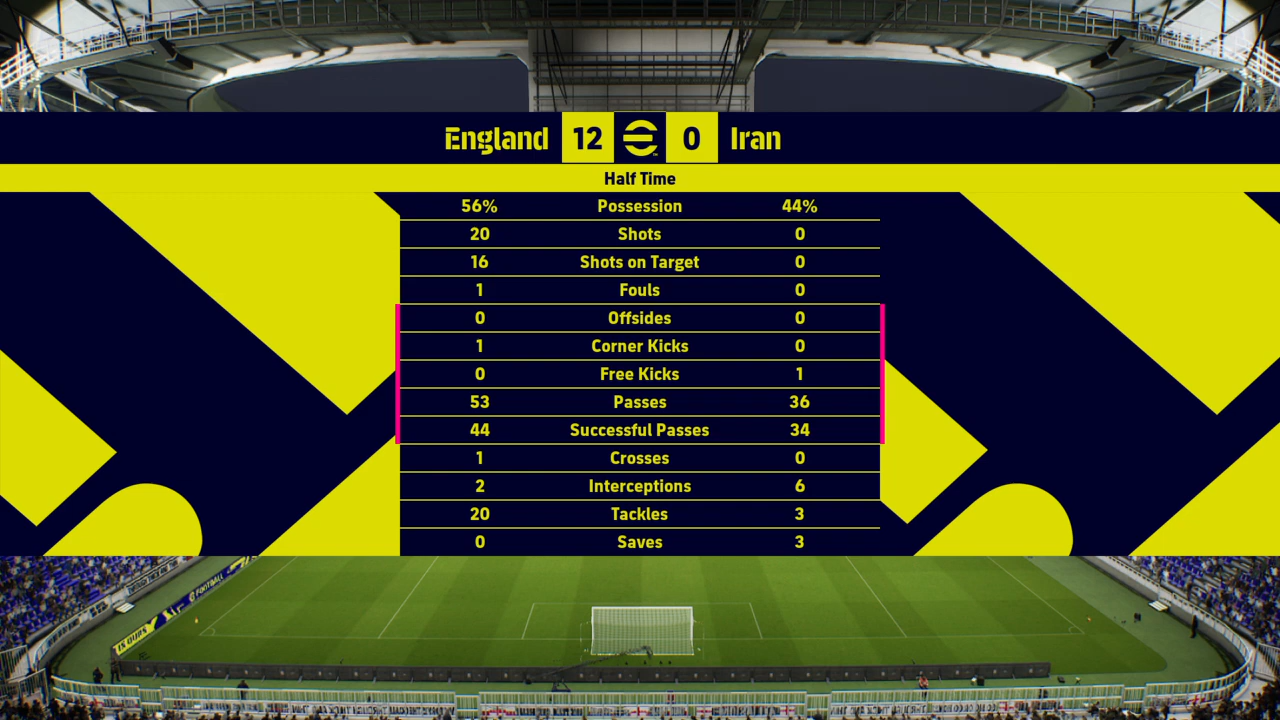 England 12 0 Iran
Half Time
56% Possession 44%
20 Shots 0
16 Shots on Target 0
1 Fouls 0
0 Offsides 0
1 Corner Kicks 0
0 Free Kicks 1
53 Passes 36
44 Successful Passes 34
1 Crosses 0
2 Interceptions 6
20 Tackles 3
0 Saves 3
FOOTBALL